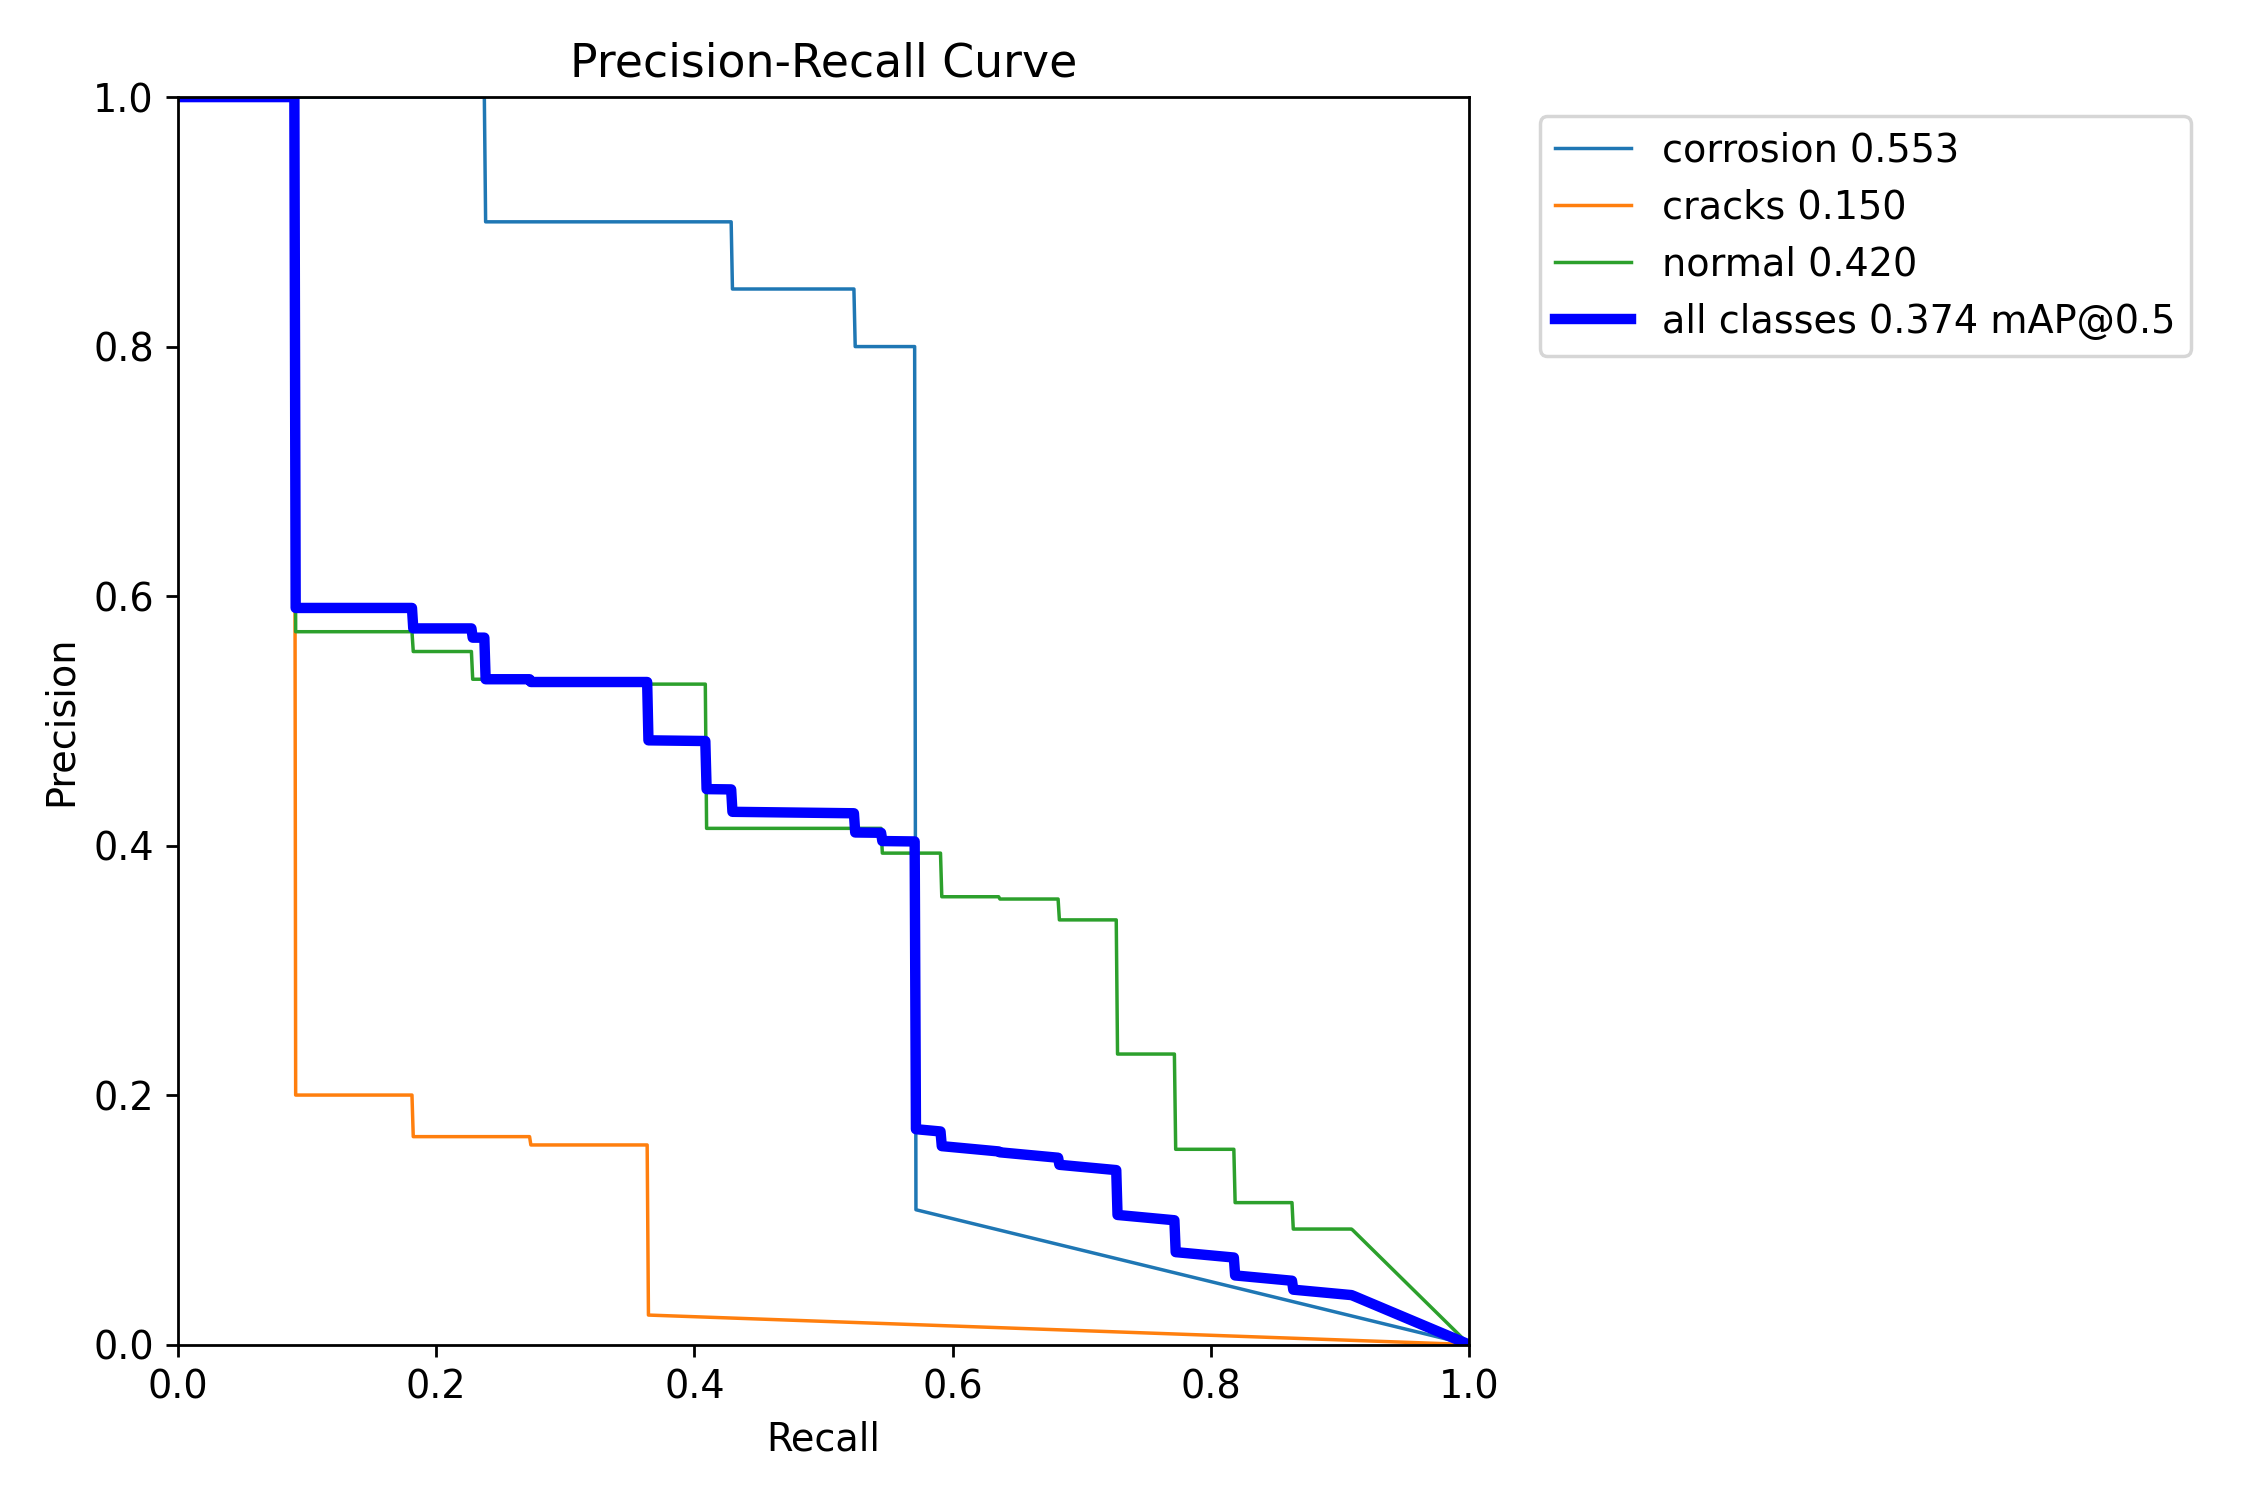 Precision-Recall Curve
1.0
0.8
0.6
0.4
0.2
0.0
Precision
0.0 0.2 0.4 0.6 0.8 1.0
Recall
corrosion 0.553
cracks 0.150
normal 0.420
all classes 0.374 mAP@0.5